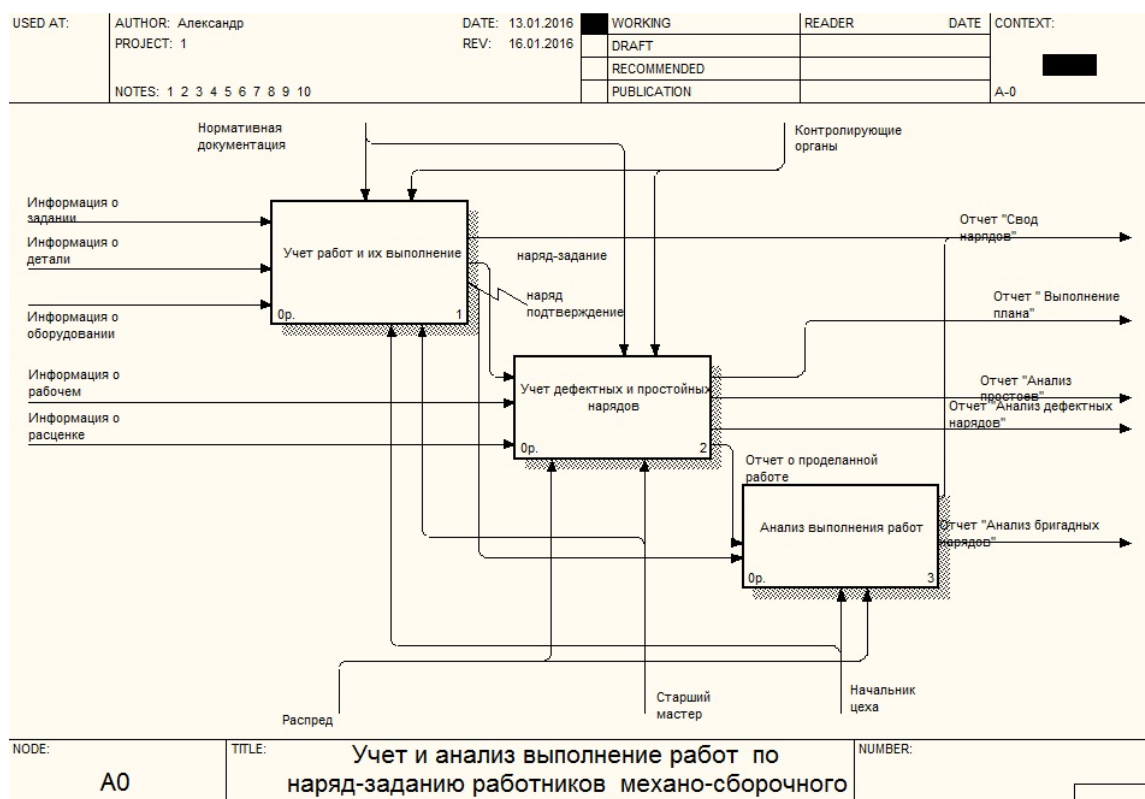 USED AT:
AUTHOR: Александр
DATE: 13.01.2016
WORKING
READER
DATE
CONTEXT:
PROJECT: 1
REV: 16.01.2016
DRAFT
RECOMMENDED
NOTES: 1 2 3 4 5 6 7 8 9 10
PUBLICATION
A-0
Нормативная
документация
Контролирующие
органы
Информация о
задании
Информация о
детали
Информация о
оборудовании
Информация о
рабочем
Информация о
расценке
Учет работ и их выполнение
0р.
1
наряд-задание
наряд
подтверждение
Отчет "Свод
нарядов"
Отчет " Выполнение
плана"
Учет дефектных и простойных
нарядов
0р.
2
Отчет "Анализ
простоев"
Отчет "Анализ дефектных
нарядов"
Отчет о проделанной
работе
Анализ выполнения работ
0р.
3
Отчет "Анализ бригадных
нарядов"
Распред
Старший
мастер
Начальник
цеха
NODE:
A0
TITLE:
Учет и анализ выполнение работ по
наряд-заданию работников механо-сборочного
NUMBER: